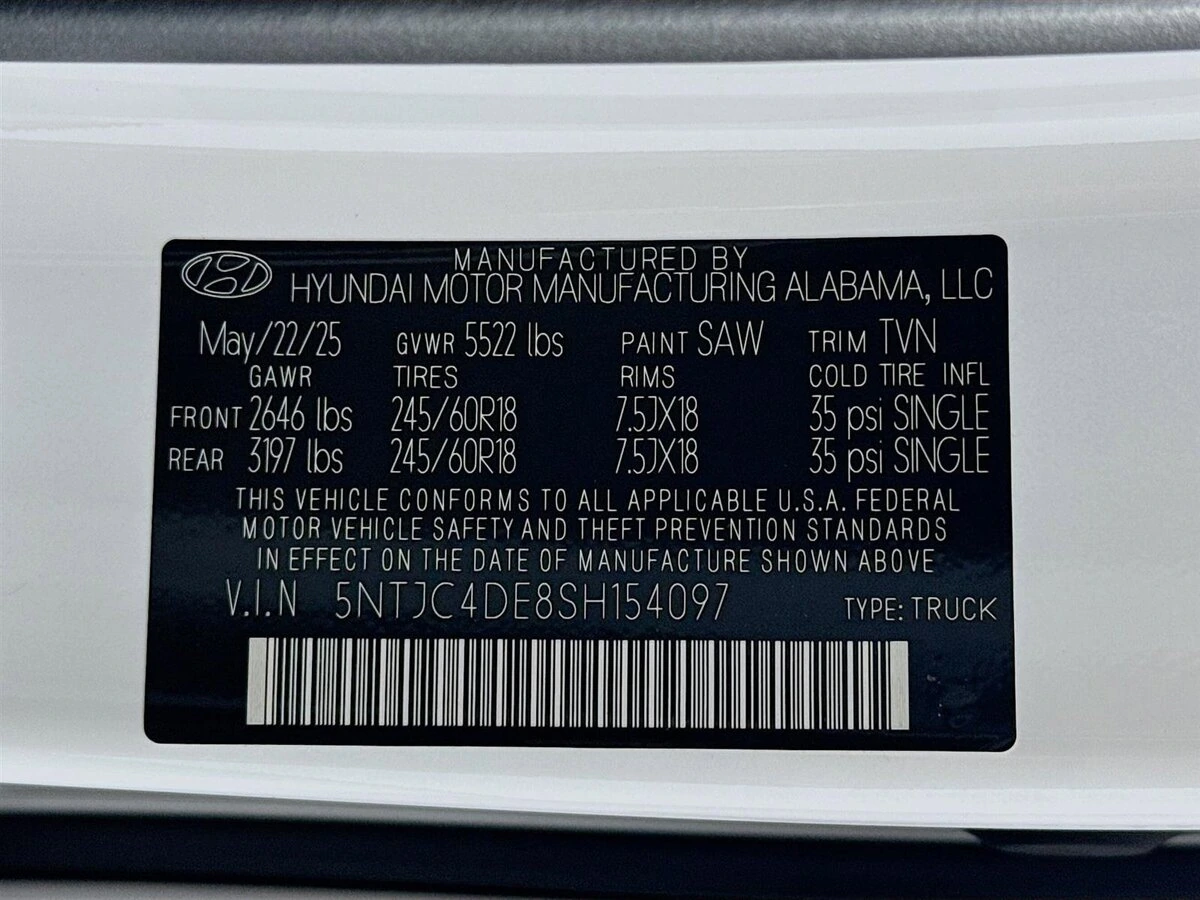 MANUFACTURED BY
HYUNDAI MOTOR MANUFACTURING ALABAMA, LLC
May/22/25 GVWR 5522 lbs PAINT SAW TRIM TVN
GAWR TIRES RIMS COLD TIRE INFL
FRONT 2646 lbs 245/60R18 7.5JX18 35 psi SINGLE
REAR 3197 lbs 245/60R18 7.5JX18 35 psi SINGLE
THIS VEHICLE CONFORMS TO ALL APPLICABLE U.S.A. FEDERAL
MOTOR VEHICLE SAFETY AND THEFT PREVENTION STANDARDS
IN EFFECT ON THE DATE OF MANUFACTURE SHOWN ABOVE
V.I.N 5NTJC4DE8SH154097 TYPE: TRUCK